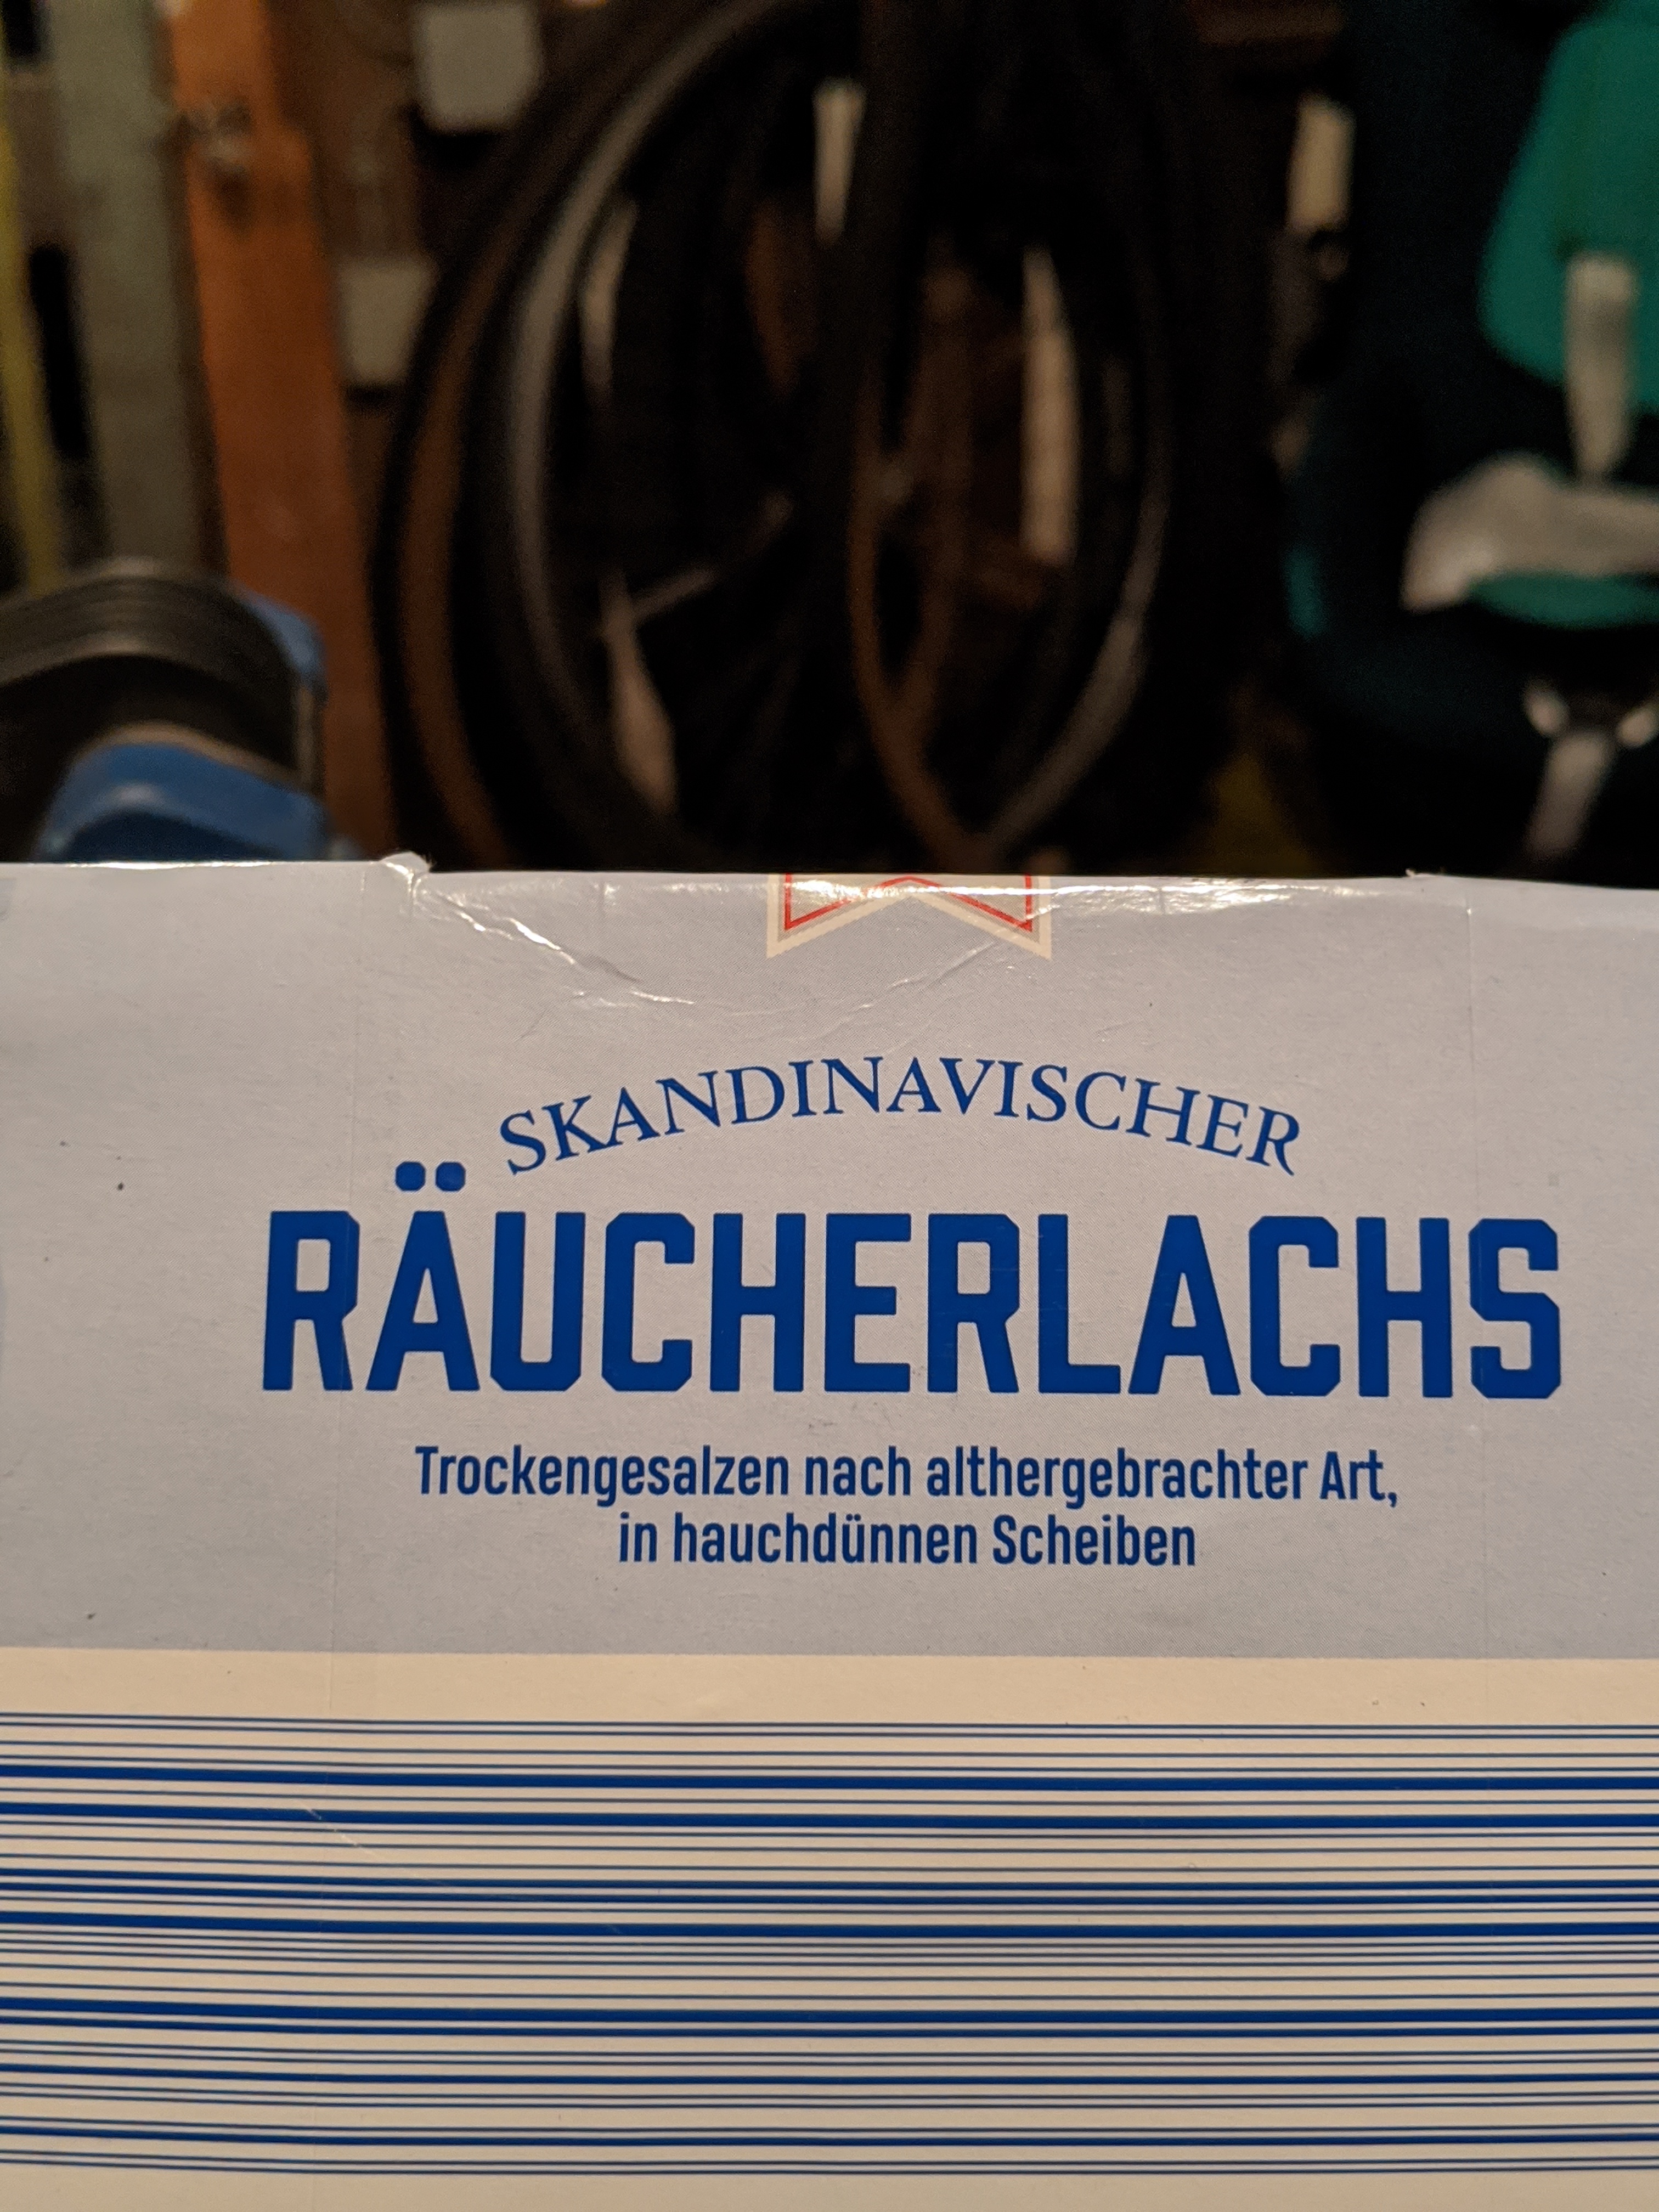 SKANDINAVISCHER
RÄUCHERLACHS
Trockengesalzen nach althergebrachter Art,
in hauchdünnen Scheiben